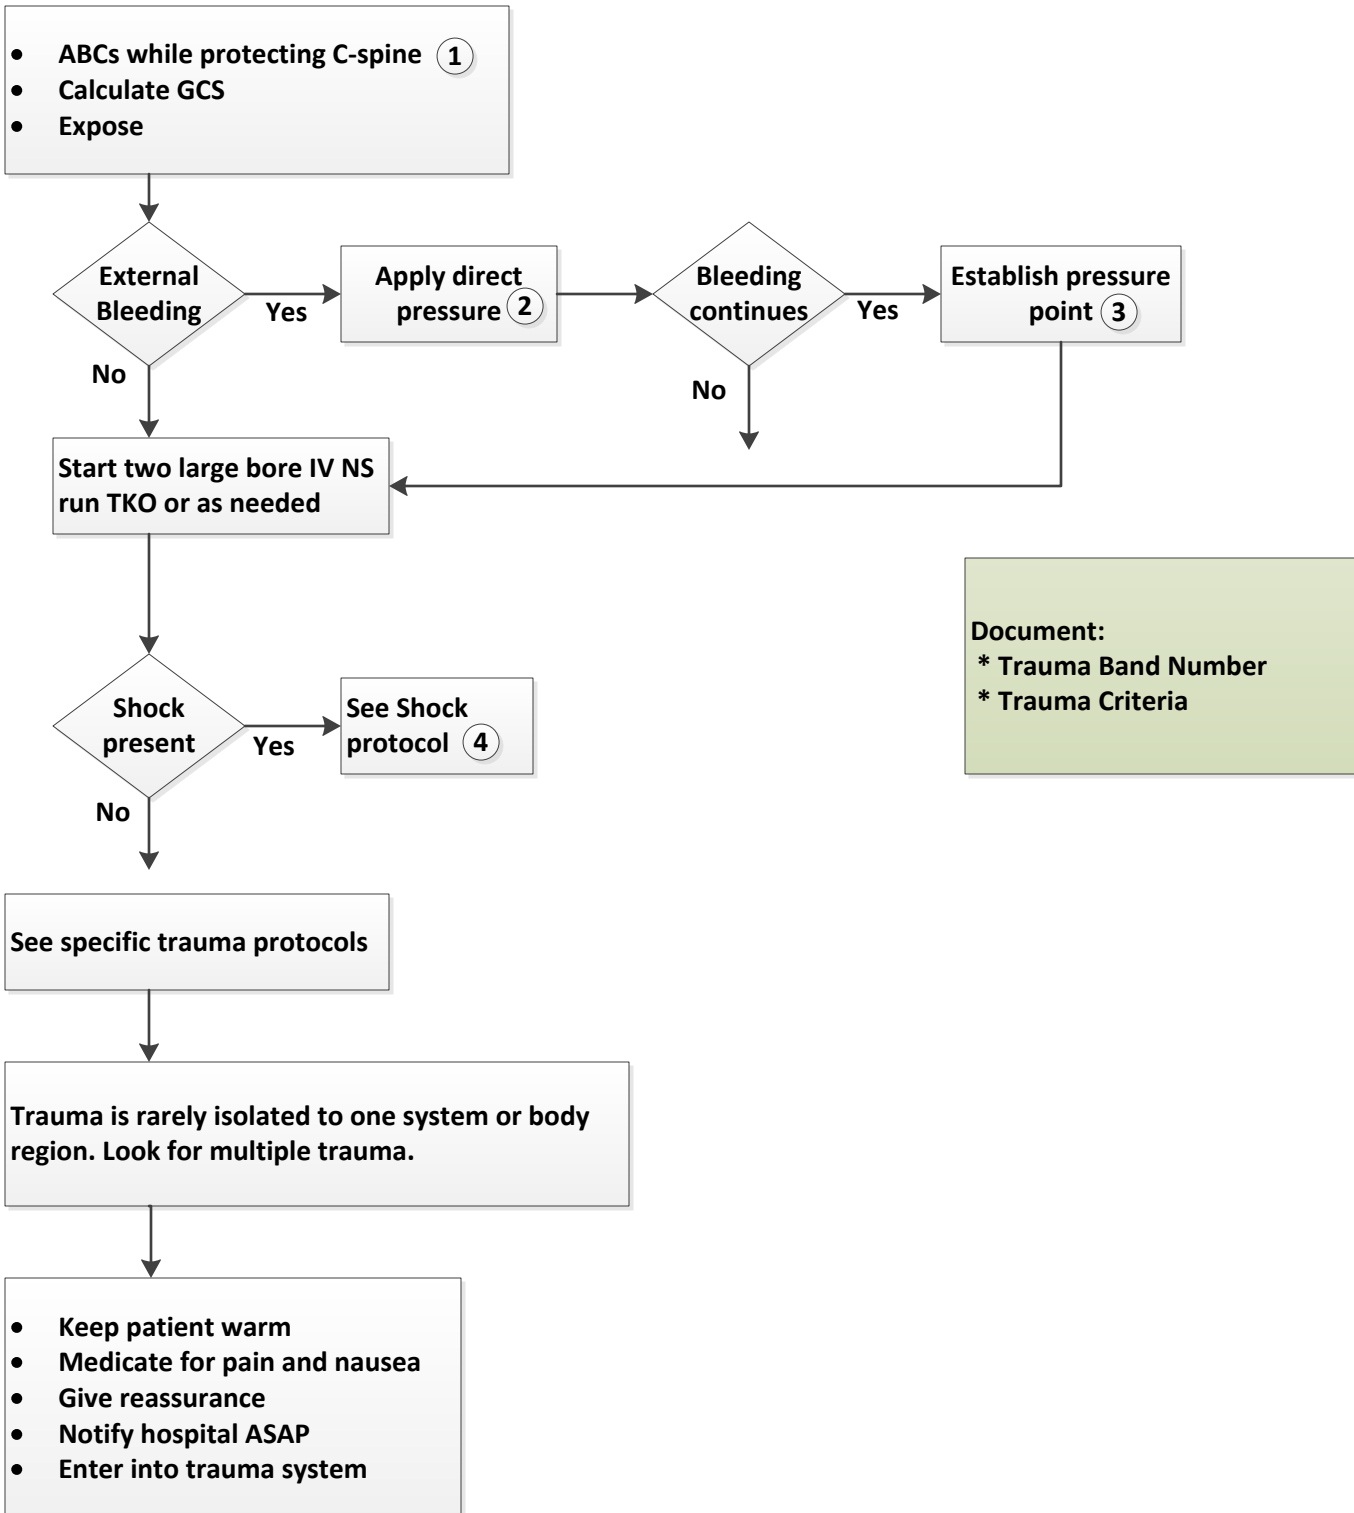 • ABCs while protecting C-spine 1
• Calculate GCS
• Expose
External
Bleeding
Yes
No
Apply direct
pressure 2
Bleeding
continues
Yes
No
Establish pressure
point 3
Start two large bore IV NS
run TKO or as needed
Document:
* Trauma Band Number
* Trauma Criteria
Shock
present
Yes
No
See Shock
protocol 4
See specific trauma protocols
Trauma is rarely isolated to one system or body
region. Look for multiple trauma.
• Keep patient warm
• Medicate for pain and nausea
• Give reassurance
• Notify hospital ASAP
• Enter into trauma system